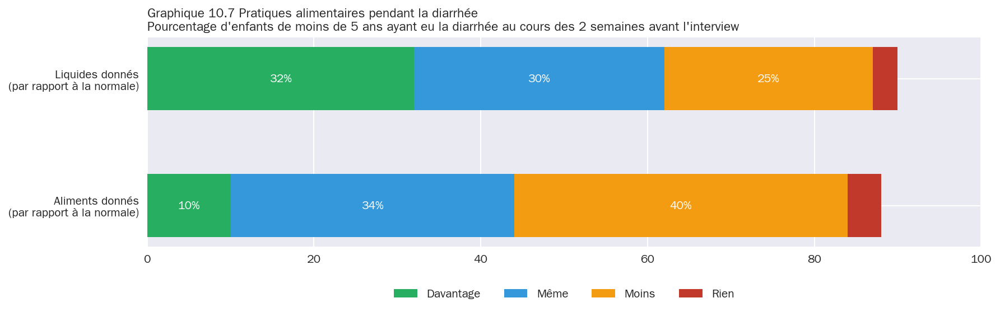 Graphique 10.7 Pratiques alimentaires pendant la diarrhée
Pourcentage d'enfants de moins de 5 ans ayant eu la diarrhée au cours des 2 semaines avant l'interview
Liquides donnés
(par rapport à la normale)
32%
30%
25%
Aliments donnés
(par rapport à la normale)
10%
34%
40%
0
20
40
60
80
100
Davantage
Même
Moins
Rien